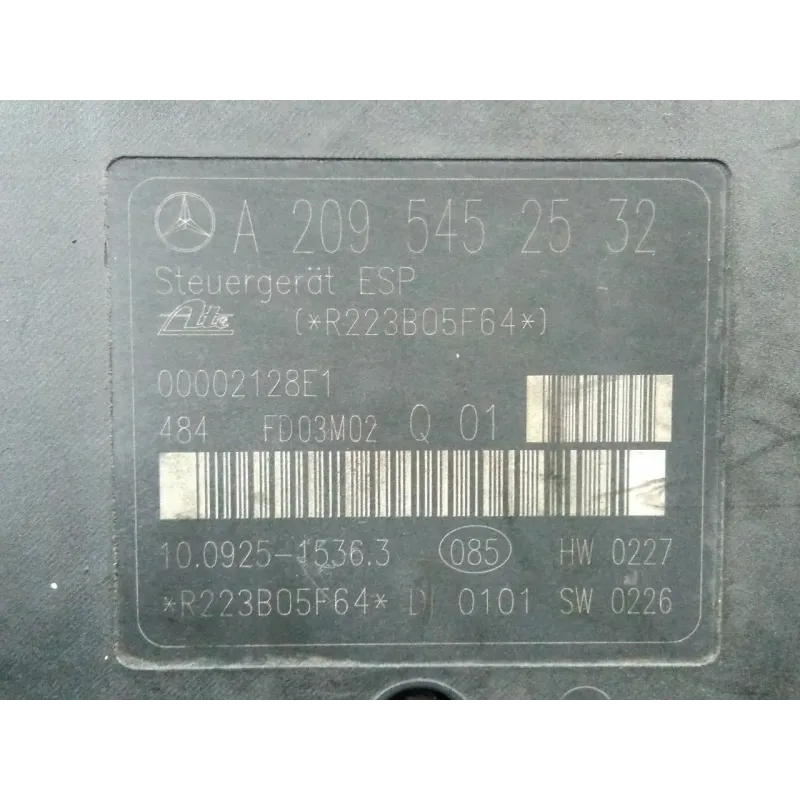 A 209 545 25 32
Steuergerät ESP
Ate (*R223B05F64*)
00002128E1
484 FD03M02 Q 01
10.0925-1536.3 085 HW 0227
*R223B05F64* DI 0101 SW 0226